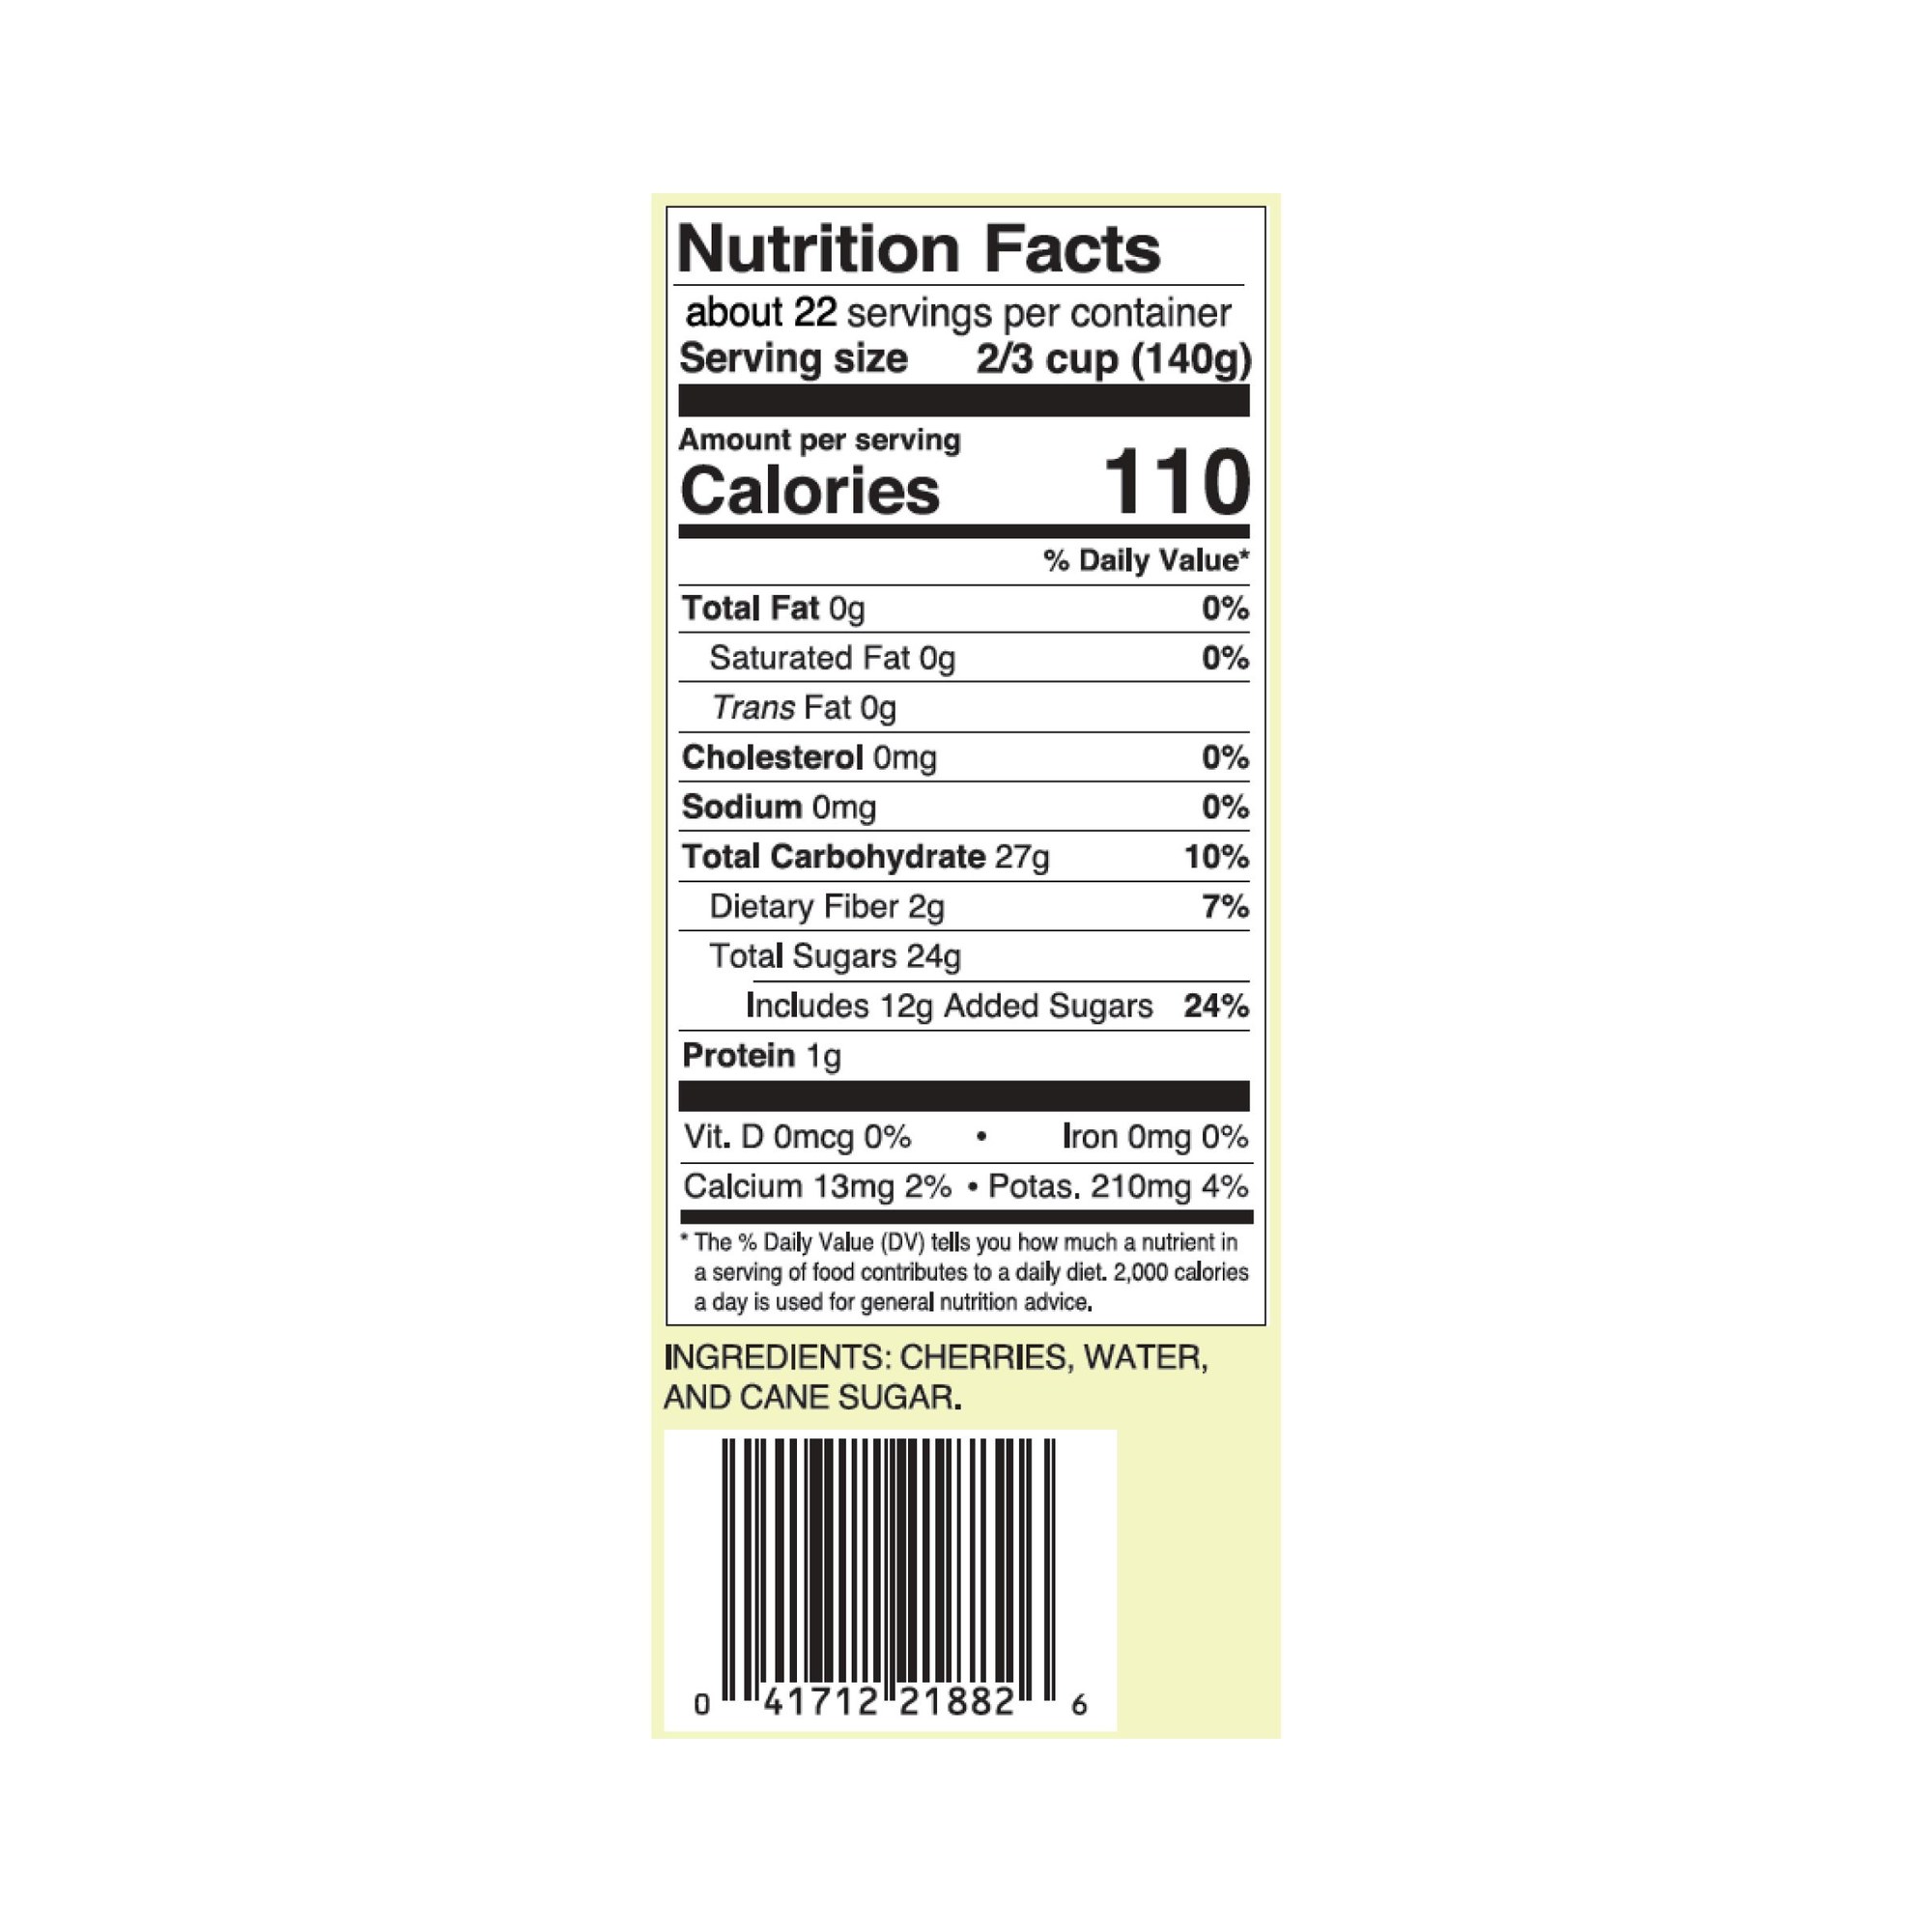 Nutrition Facts
about 22 servings per container
Serving size 2/3 cup (140g)
Amount per serving
Calories 110
% Daily Value*
Total Fat 0g 0%
Saturated Fat 0g 0%
Trans Fat 0g
Cholesterol 0mg 0%
Sodium 0mg 0%
Total Carbohydrate 27g 10%
Dietary Fiber 2g 7%
Total Sugars 24g
Includes 12g Added Sugars 24%
Protein 1g
Vit. D 0mcg 0% • Iron 0mg 0%
Calcium 13mg 2% • Potas. 210mg 4%
* The % Daily Value (DV) tells you how much a nutrient in
a serving of food contributes to a daily diet. 2,000 calories
a day is used for general nutrition advice.
INGREDIENTS: CHERRIES, WATER,
AND CANE SUGAR.
0 41712 21882 6